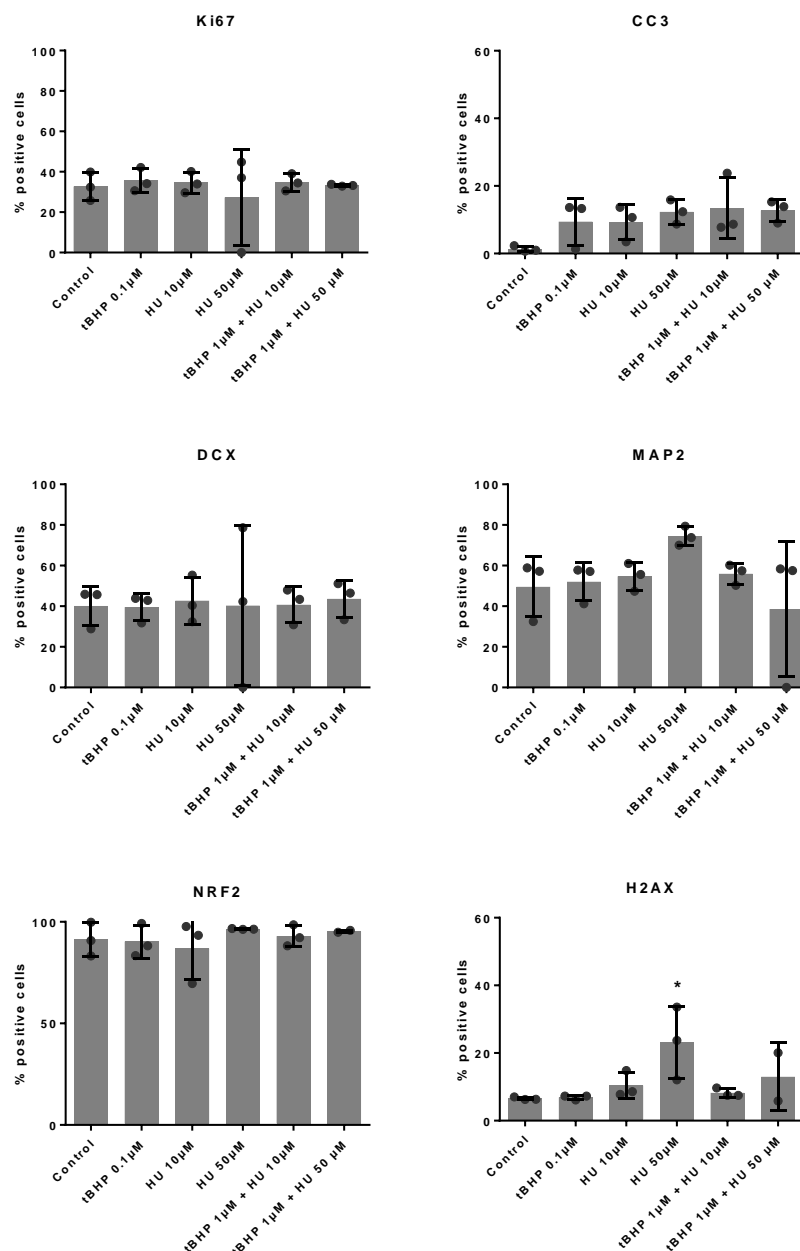 Ki67
% positive cells
100
80
60
40
20
0
Control
tBHP 0.1µM
HU 10µM
HU 50µM
tBHP 1µM + HU 10µM
tBHP 1µM + HU 50 µM
CC3
% positive cells
60
40
20
0
Control
tBHP 0.1µM
HU 10µM
HU 50µM
tBHP 1µM + HU 10µM
tBHP 1µM + HU 50 µM
DCX
% positive cells
100
80
60
40
20
0
Control
tBHP 0.1µM
HU 10µM
HU 50µM
tBHP 1µM + HU 10µM
tBHP 1µM + HU 50 µM
MAP2
% positive cells
100
80
60
40
20
0
Control
tBHP 0.1µM
HU 10µM
HU 50µM
tBHP 1µM + HU 10µM
tBHP 1µM + HU 50 µM
NRF2
% positive cells
100
50
0
Control
tBHP 0.1µM
HU 10µM
HU 50µM
tBHP 1µM + HU 10µM
tBHP 1µM + HU 50 µM
H2AX
% positive cells
60
40
20
0
*
Control
tBHP 0.1µM
HU 10µM
HU 50µM
tBHP 1µM + HU 10µM
tBHP 1µM + HU 50 µM